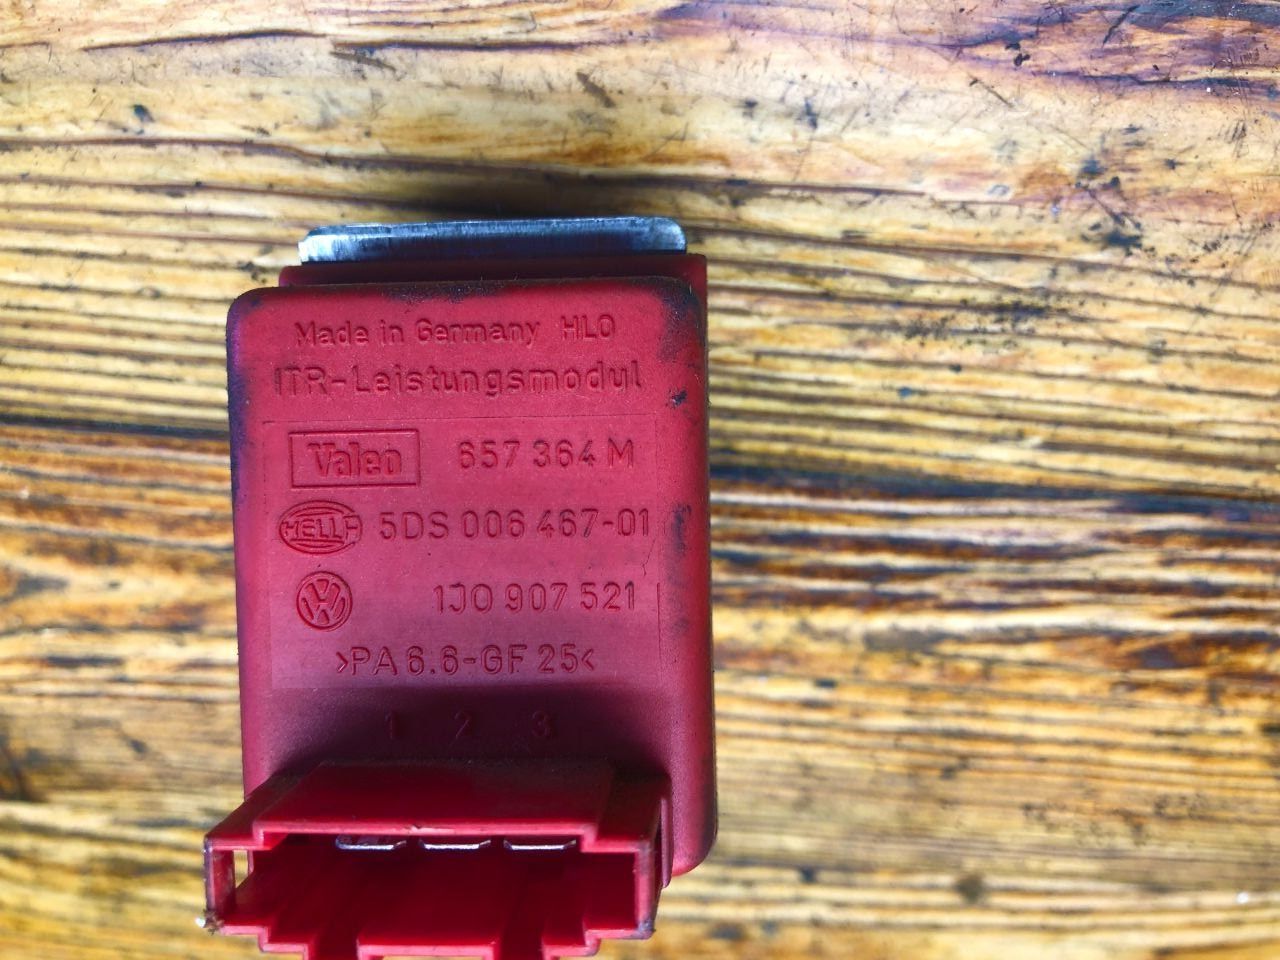 Made in Germany HLO
ITR-Leistungsmodul
Valeo 657 364 M
HELLA 5DS 006 467-01
VW 1J0 907 521
>PA 6.6-GF 25<
1 2 3